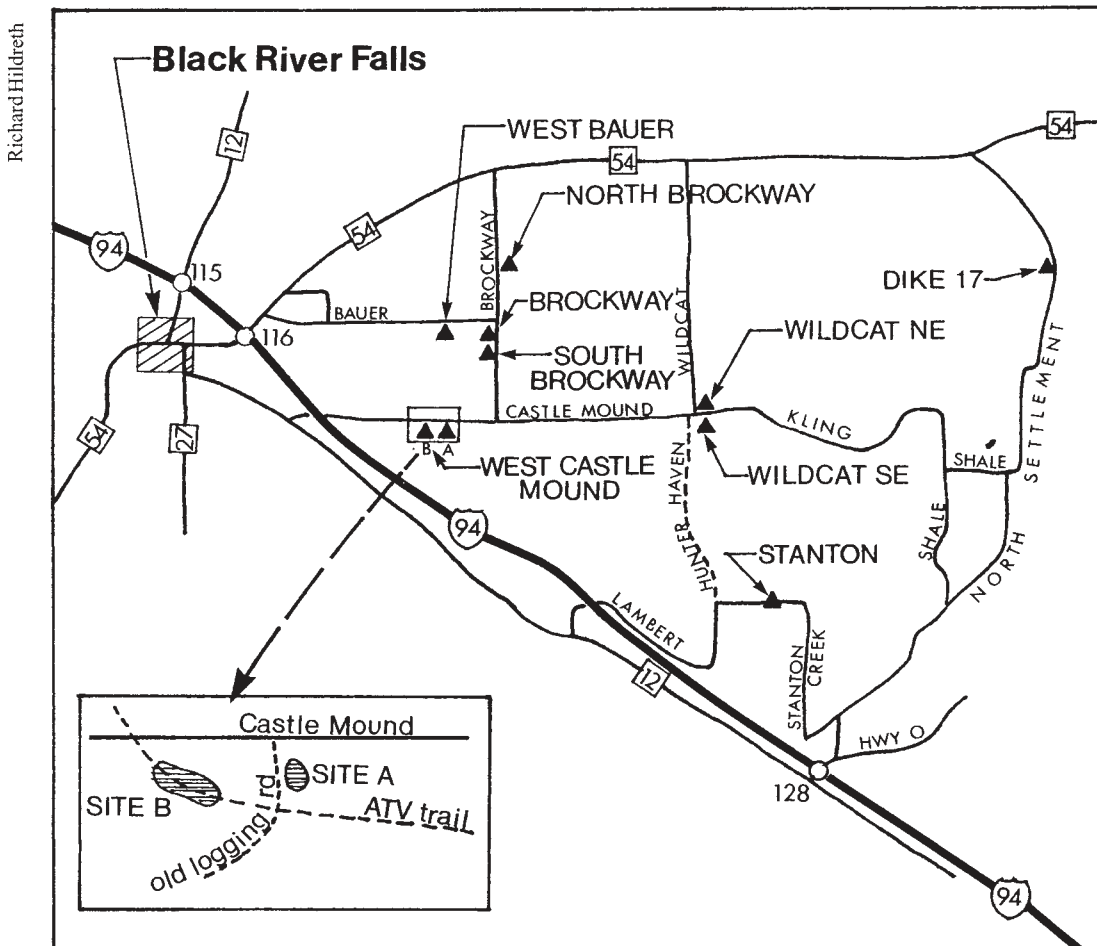 Richard Hildreth
Black River Falls
12
WEST BAUER
54
54
NORTH BROCKWAY
54
94
115
BROCKWAY
WILDCAT
DIKE 17
BAUER
BROCKWAY
116
SOUTH
BROCKWAY
WILDCAT NE
SETTLEMENT
CASTLE MOUND
KLING
54
27
B A
WEST CASTLE
MOUND
HUNTER HAVEN
WILDCAT SE
SHALE
SHALE
NORTH
94
STANTON
LAMBERT
12
STANTON
CREEK
HWY O
128
94
Castle Mound
SITE A
SITE B
rd
ATV trail
old logging